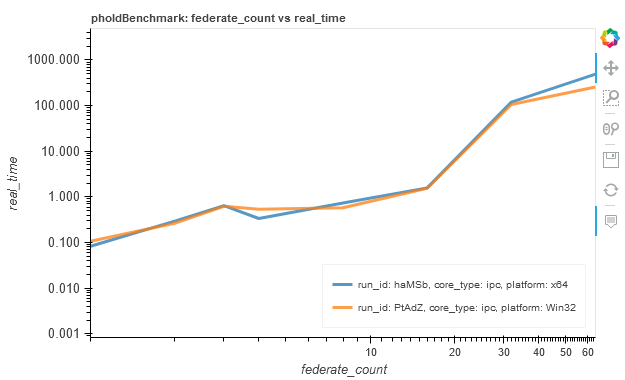 pholdBenchmark: federate_count vs real_time
1000.000
100.000
10.000
1.000
0.100
0.010
0.001
real_time
run_id: haMSb, core_type: ipc, platform: x64
run_id: PtAdZ, core_type: ipc, platform: Win32
10 20 30 40 50 60
federate_count